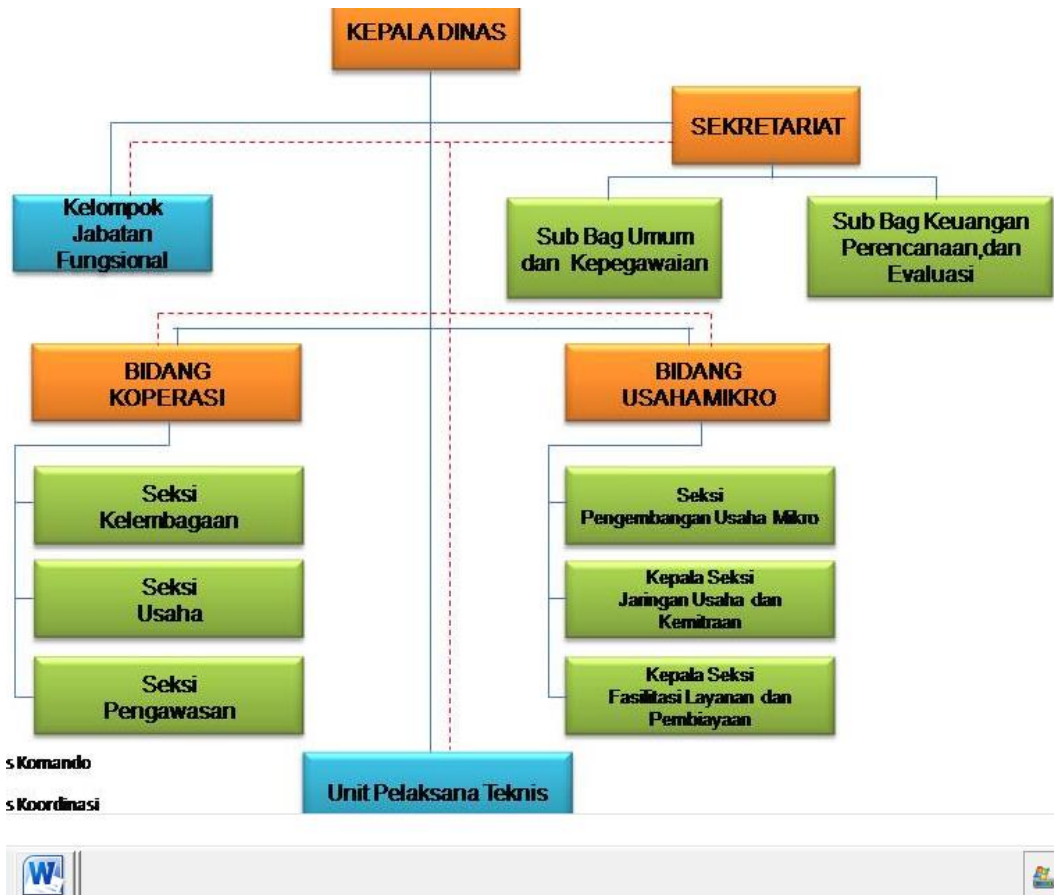 KEPALA DINAS
SEKRETARIAT
Kelompok
Jabatan
Fungsional
Sub Bag Umum
dan Kepegawaian
Sub Bag Keuangan
Perencanaan,dan
Evaluasi
BIDANG
KOPERASI
BIDANG
USAHA MIKRO
Seksi
Kelembagaan
Seksi
Usaha
Seksi
Pengawasan
Seksi
Pengembangan Usaha Mikro
Kepala Seksi
Jaringan Usaha dan
Kemitraan
Kepala Seksi
Fasilitasi Layanan dan
Pembiayaan
s Komando
s Koordinasi
Unit Pelaksana Teknis
W